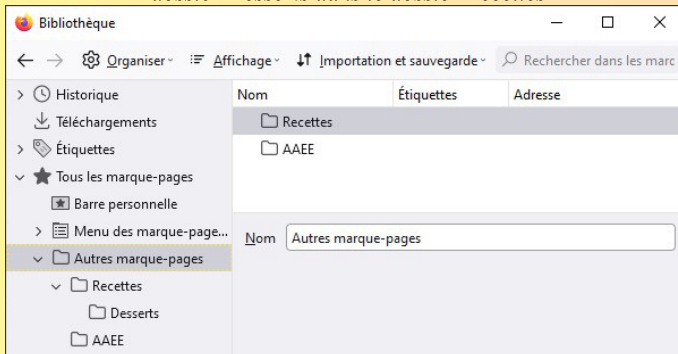 Bibliothèque
Organiser Affichage Importation et sauvegarde Rechercher dans les marc
Historique
Téléchargements
Étiquettes
Tous les marque-pages
Barre personnelle
Menu des marque-page...
Autres marque-pages
Recettes
Desserts
AAEE
Nom Étiquettes Adresse
Recettes
AAEE
Nom Autres marque-pages